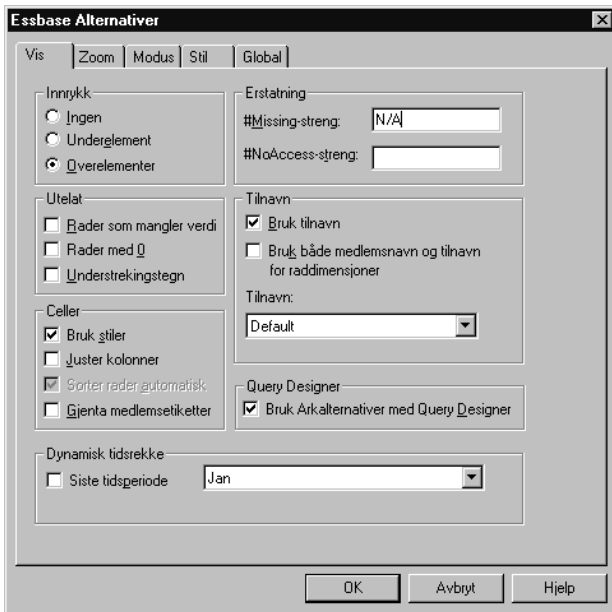 Essbase Alternativer
Vis Zoom Modus Stil Global
Innrykk
Ingen
Underelement
Overelementer
Erstatning
#Missing-streng: N/A
#NoAccess-streng:
Utelat
Rader som mangler verdi
Rader med 0
Understrekingstegn
Tilnavn
Bruk tilnavn
Bruk både medlemsnavn og tilnavn
for raddimensjoner
Tilnavn:
Default
Celler
Bruk stiler
Juster kolonner
Sorter rader automatisk
Gjenta medlemsetiketter
Query Designer
Bruk Arkalternativer med Query Designer
Dynamisk tidsrekke
Siste tidsperiode Jan
OK Avbryt Hjelp